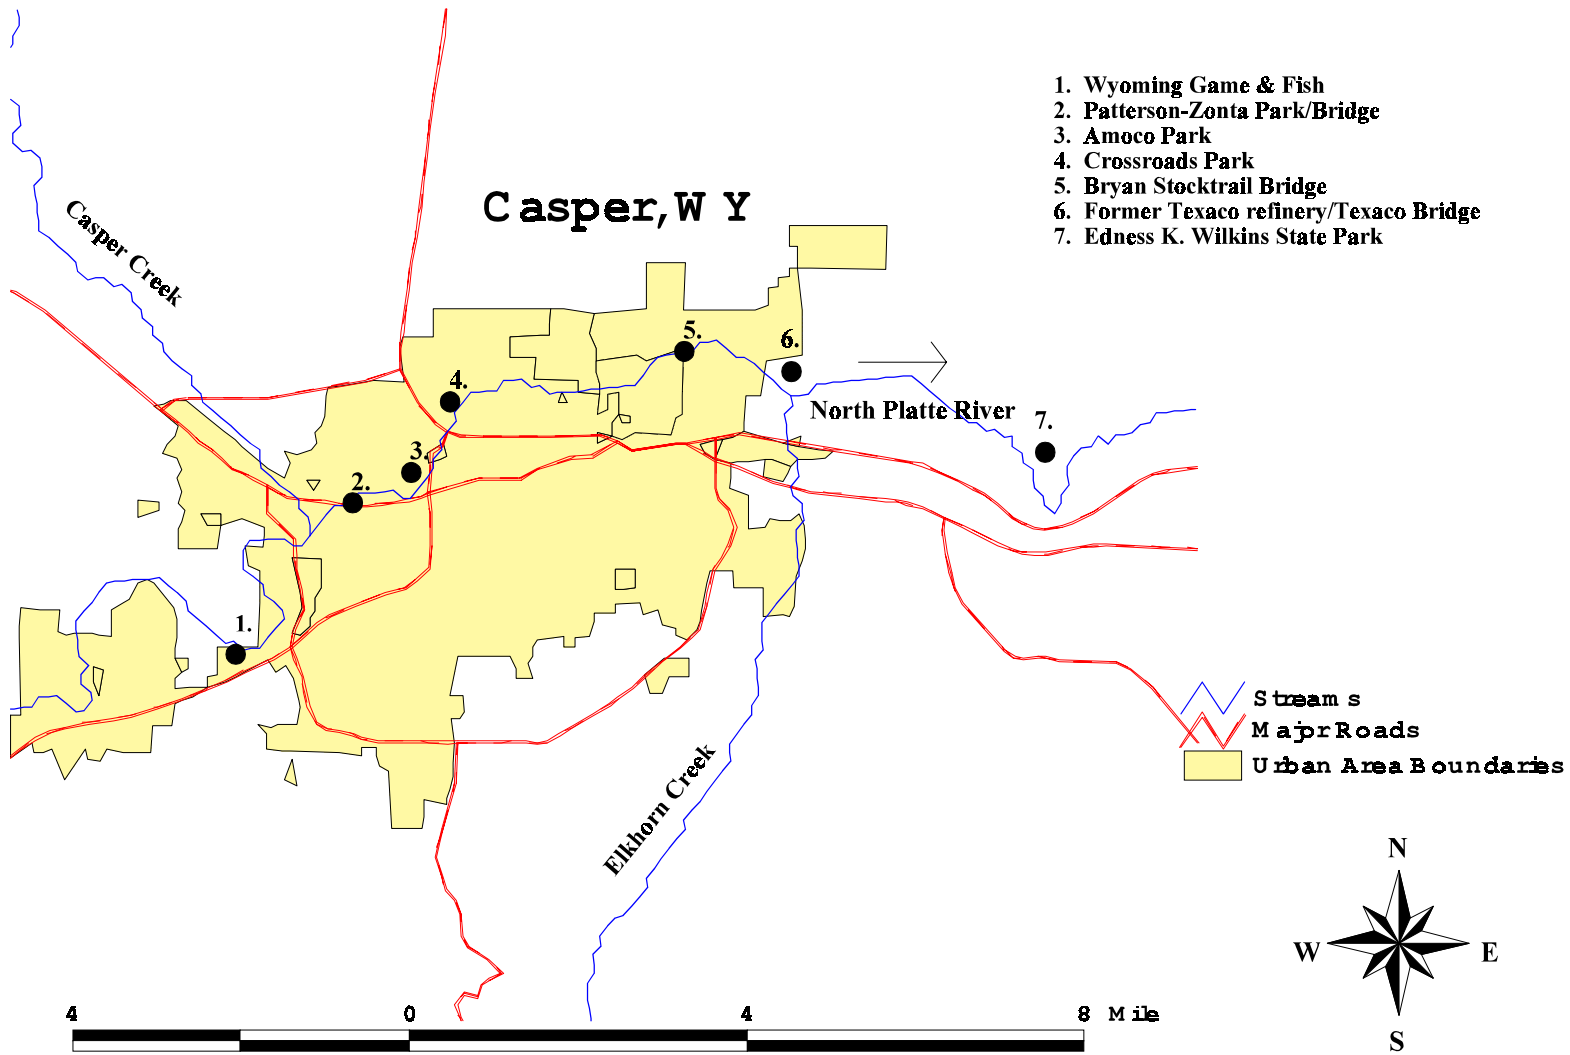 1. Wyoming Game & Fish
2. Patterson-Zonta Park/Bridge
3. Amoco Park
4. Crossroads Park
5. Bryan Stocktrail Bridge
6. Former Texaco refinery/Texaco Bridge
7. Edness K. Wilkins State Park
Casper, WY
Casper Creek
5.
6.
4.
North Platte River
7.
3.
2.
1.
Streams
Major Roads
Urban Area Boundaries
Elkhorn Creek
N
W E
S
4 0 4 8 Mile